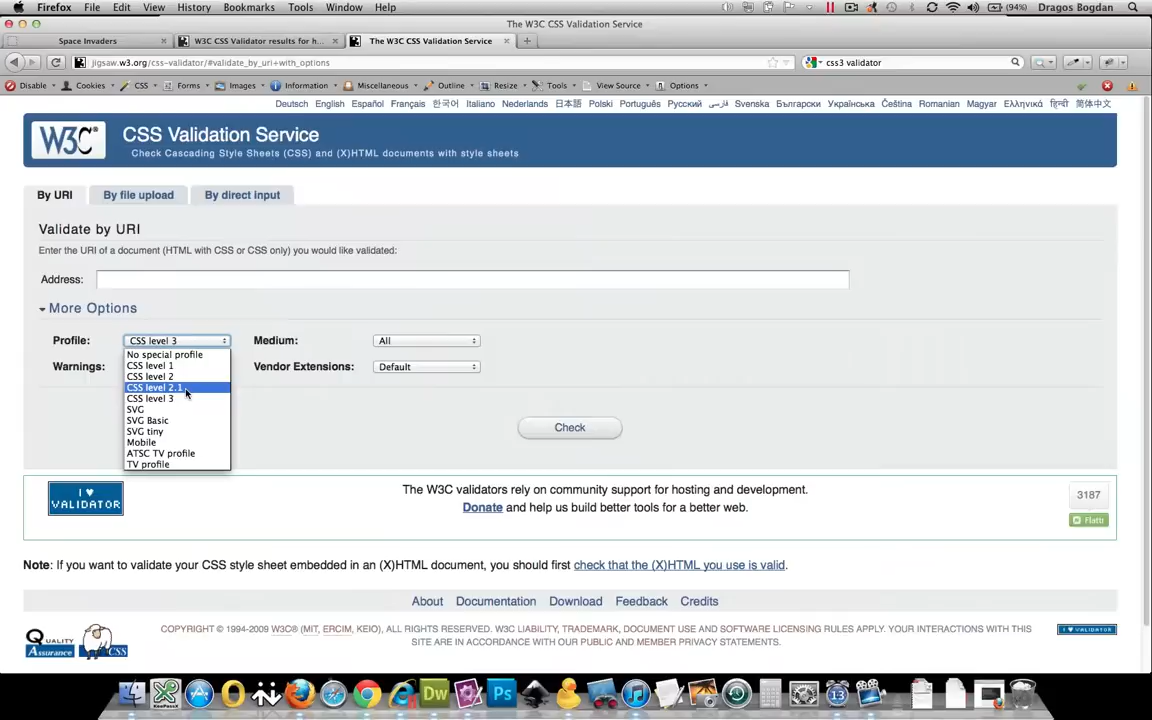 Firefox File Edit View History Bookmarks Tools Window Help (94%) Dragos Bogdan
The W3C CSS Validation Service
Space Invaders × W3C CSS Validator results for h... × The W3C CSS Validation Service × +
jigsaw.w3.org/css-validator/#validate_by_uri+with_options css3 validator
Disable Cookies CSS Forms Images Information Miscellaneous Outline Resize Tools View Source Options
Deutsch English Español Français 한국어 Italiano Nederlands 日本語 Polski Português Русский فارسی Svenska Български Українська Čeština Romanian Magyar Ελληνικά हिन्दी 简体中文
W3C® CSS Validation Service
Check Cascading Style Sheets (CSS) and (X)HTML documents with style sheets
By URI By file upload By direct input
Validate by URI
Enter the URI of a document (HTML with CSS or CSS only) you would like validated:
Address:
More Options
Profile: CSS level 3 Medium: All
No special profile
CSS level 1
Warnings: Vendor Extensions: Default
CSS level 2
CSS level 2.1
CSS level 3
SVG
SVG Basic
SVG tiny
Mobile
ATSC TV profile
TV profile
Check
I ♥ VALIDATOR
The W3C validators rely on community support for hosting and development.
Donate and help us build better tools for a better web.
3187
Flattr
Note: If you want to validate your CSS style sheet embedded in an (X)HTML document, you should first check that the (X)HTML you use is valid.
About Documentation Download Feedback Credits
QUALITY Assurance CSS
COPYRIGHT © 1994-2009 W3C® (MIT, ERCIM, KEIO), ALL RIGHTS RESERVED. W3C LIABILITY, TRADEMARK, DOCUMENT USE AND SOFTWARE LICENSING RULES APPLY. YOUR INTERACTIONS WITH THIS
SITE ARE IN ACCORDANCE WITH OUR PUBLIC AND MEMBER PRIVACY STATEMENTS.
I ♥ VALIDATOR
Dw Ps 13